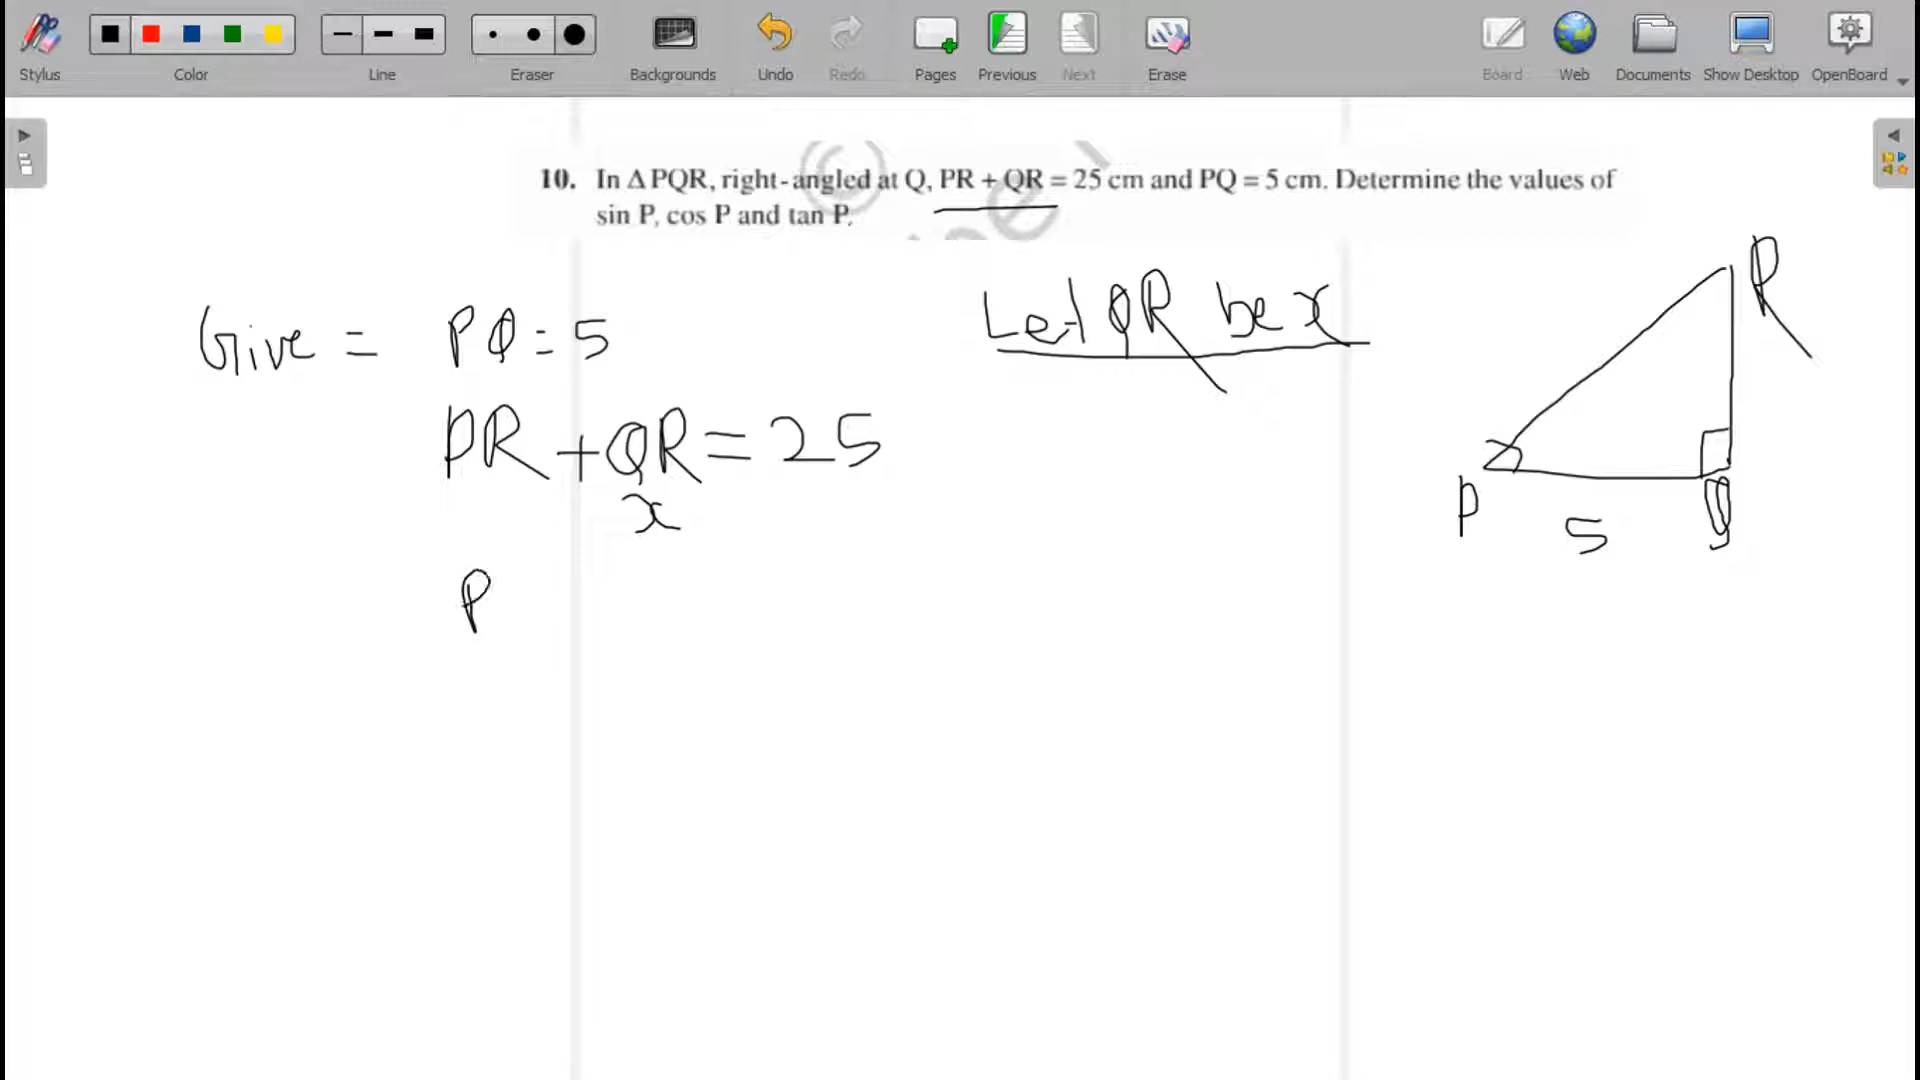 Stylus Color Line Eraser Backgrounds Undo Redo Pages Previous Next Erase Board Web Documents Show Desktop OpenBoard
10. In Δ PQR, right-angled at Q, PR + QR = 25 cm and PQ = 5 cm. Determine the values of
sin P, cos P and tan P.
Give = PQ = 5
Let QR be x
PR + QR = 25
x
P
R
P
5
Q